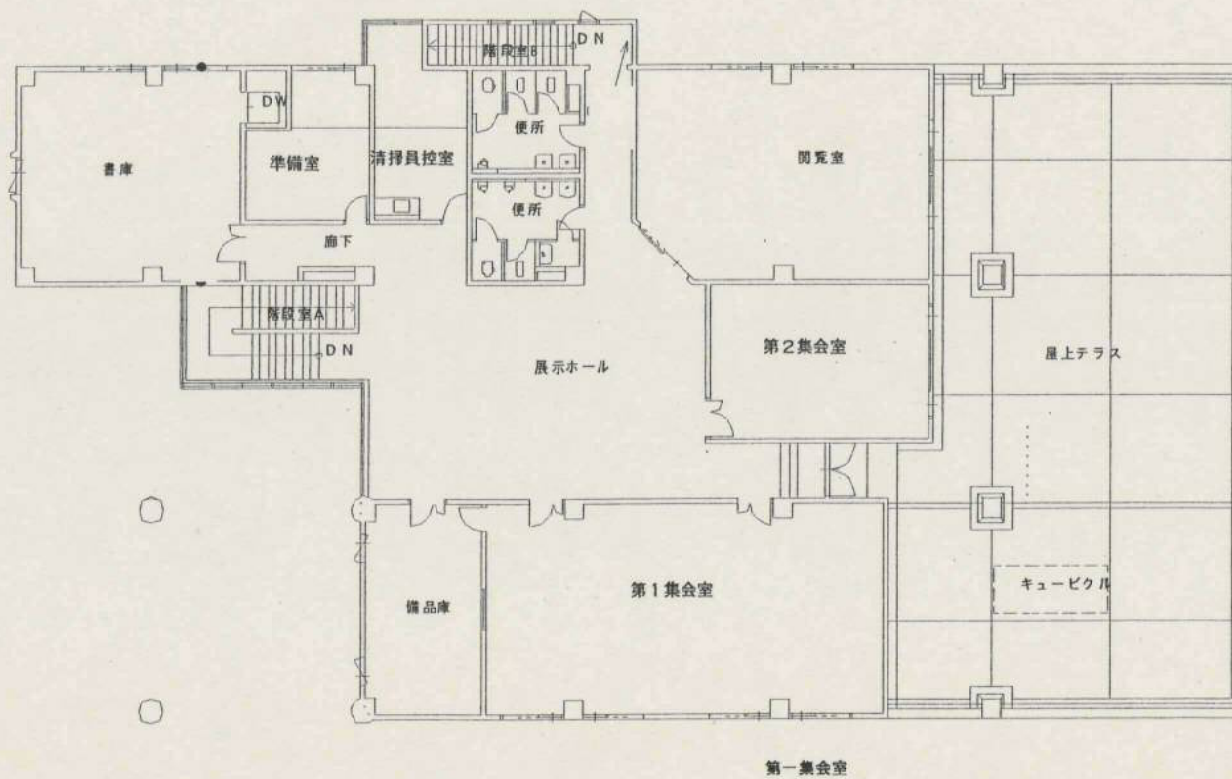 階段室B
DN
DW
便所
書庫
準備室
清掃員控室
閲覧室
便所
廊下
階段室A
DN
展示ホール
第2集会室
屋上テラス
備品庫
第1集会室
キュービクル
第一集会室